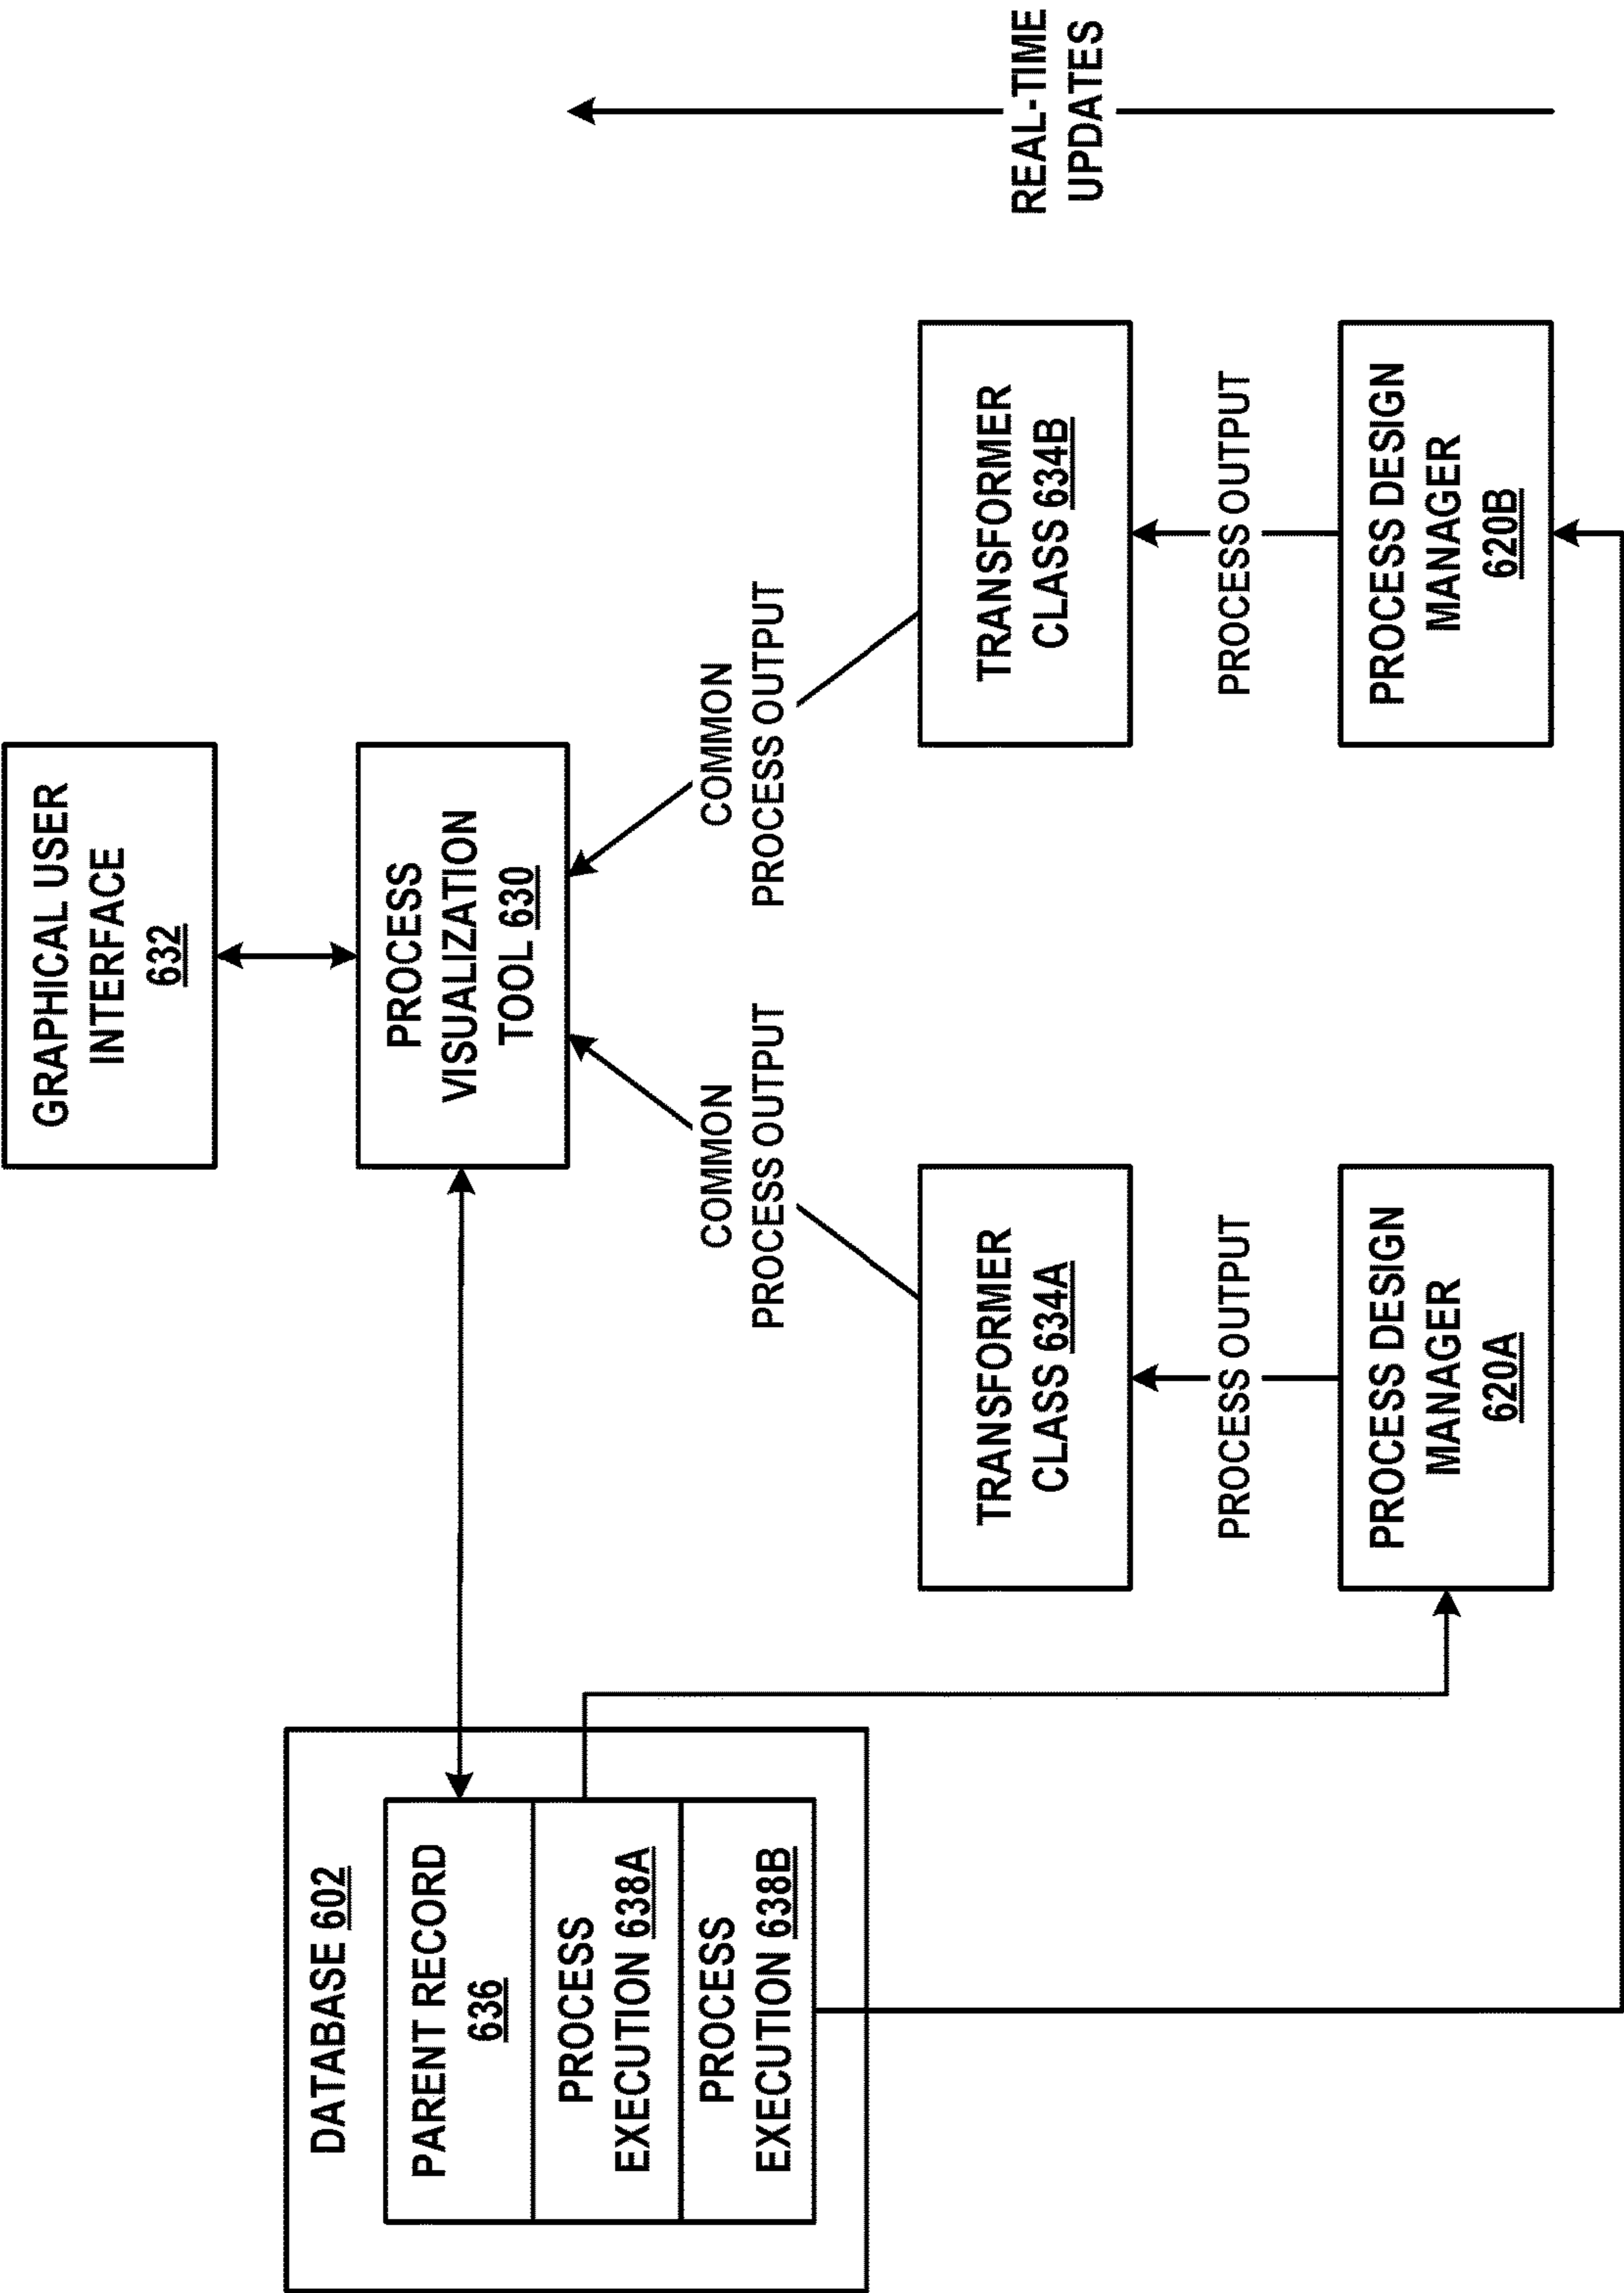 GRAPHICAL USER
INTERFACE
632
DATABASE 602
PARENT RECORD
636
PROCESS
EXECUTION 638A
PROCESS
EXECUTION 638B
PROCESS
VISUALIZATION
TOOL 630
COMMON
PROCESS OUTPUT
COMMON
PROCESS OUTPUT
TRANSFORMER
CLASS 634A
TRANSFORMER
CLASS 634B
PROCESS OUTPUT
PROCESS OUTPUT
PROCESS DESIGN
MANAGER
620A
PROCESS DESIGN
MANAGER
620B
REAL-TIME
UPDATES